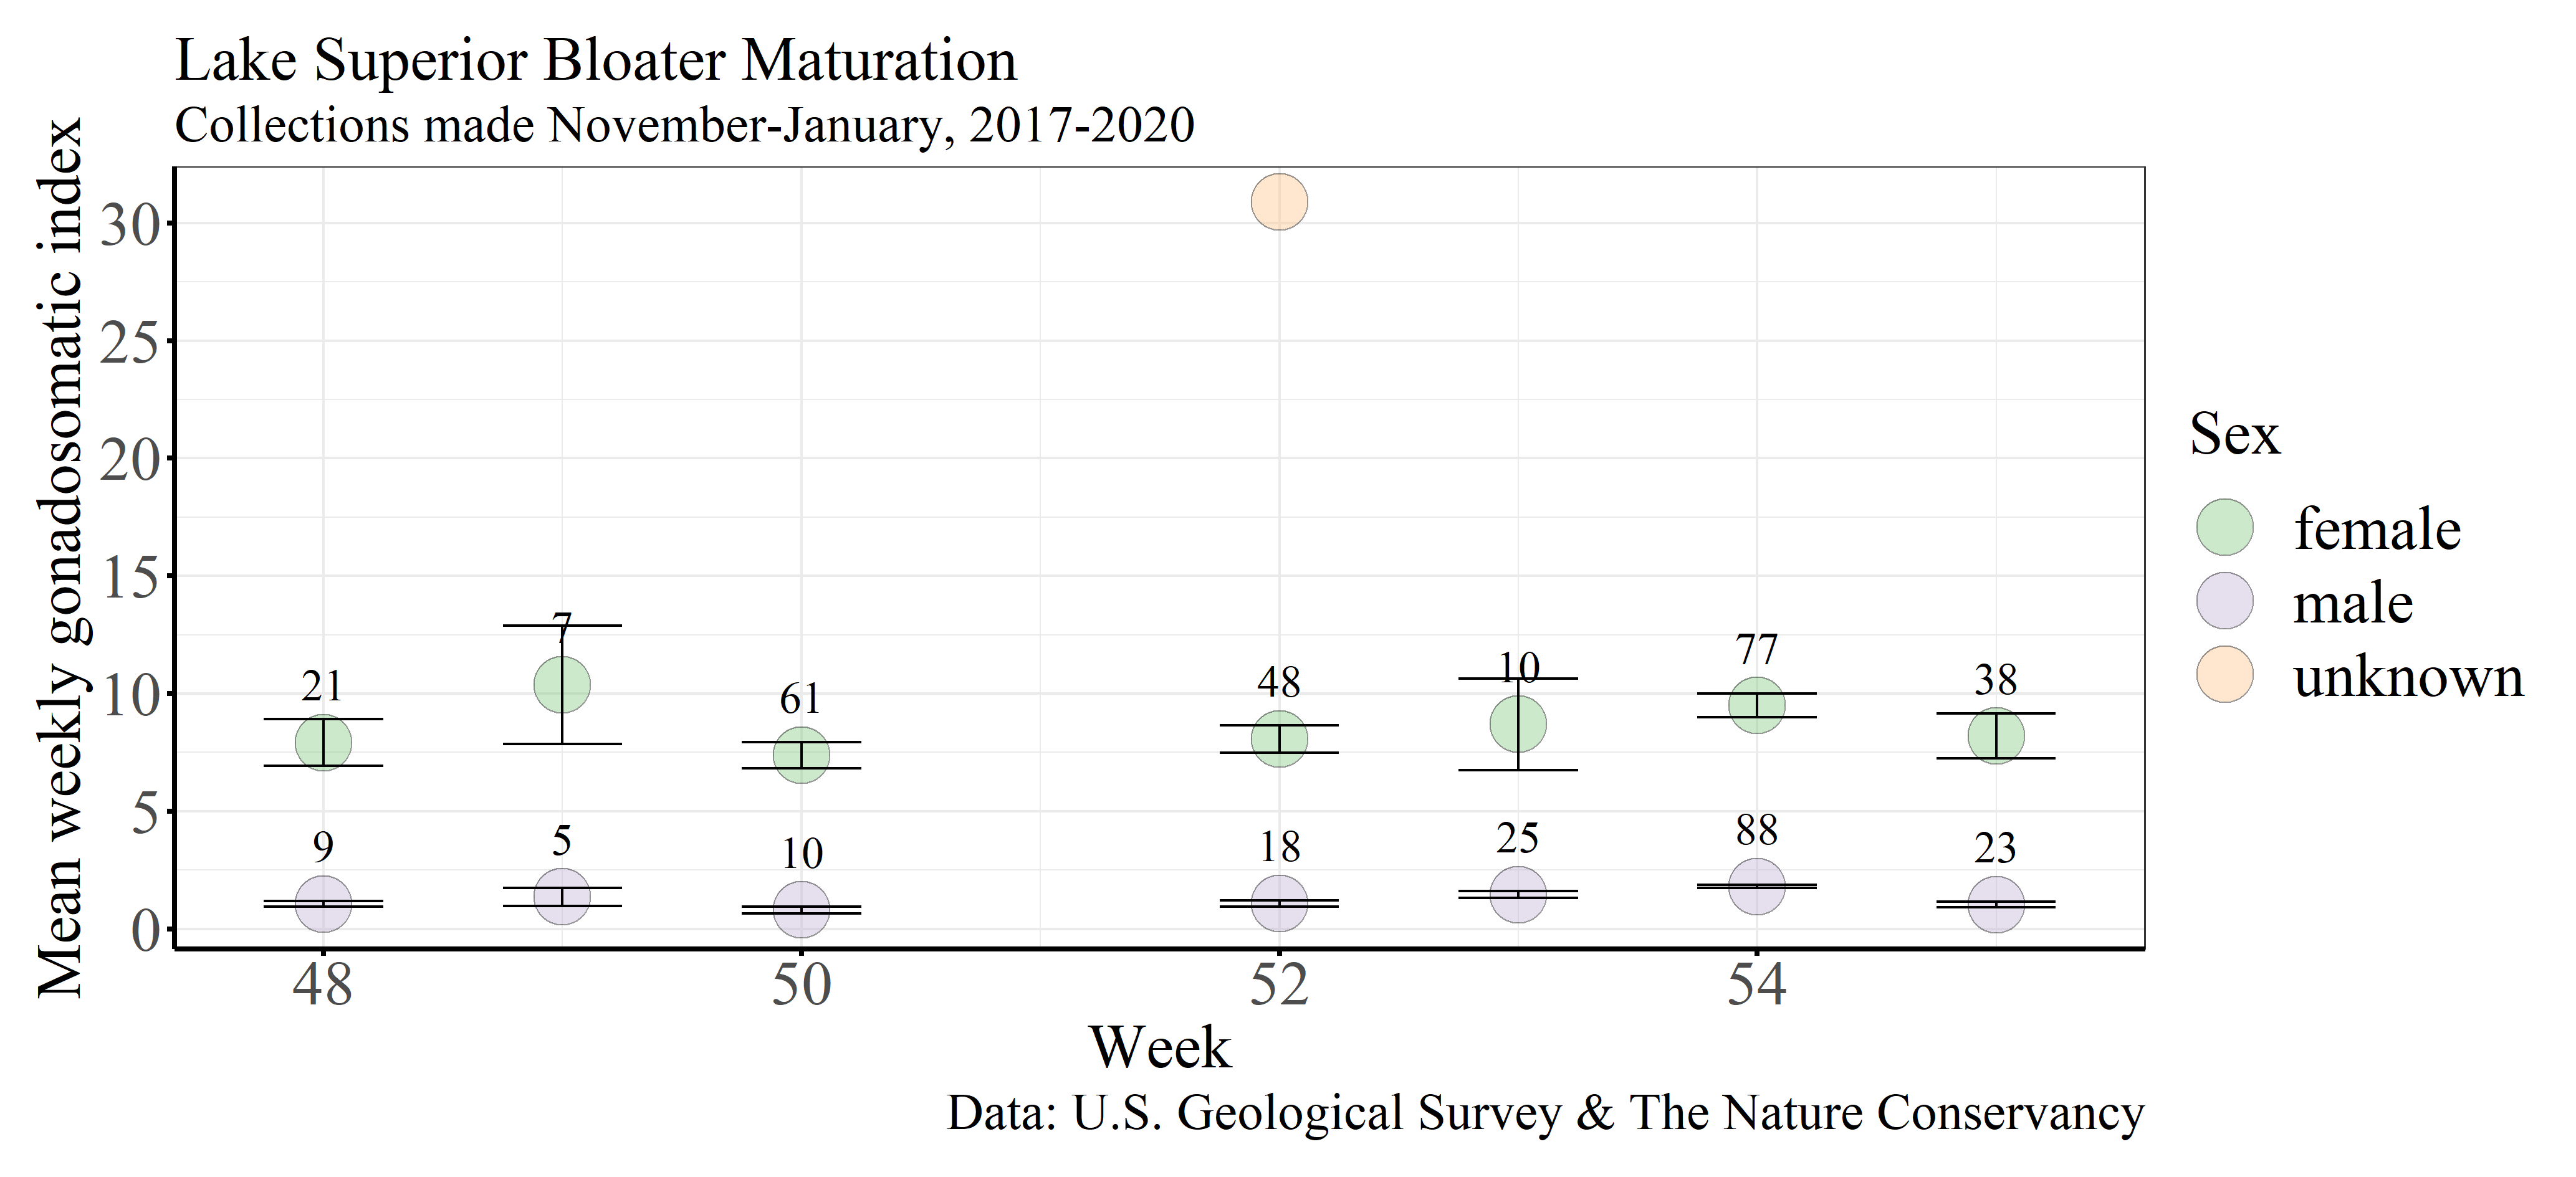 Lake Superior Bloater Maturation
Collections made November-January, 2017-2020
Mean weekly gonadosomatic index
30
25
20
15
10
5
0
7
21
61
48
10
77
38
9
5
10
18
25
88
23
48
50
52
54
Week
Sex
female
male
unknown
Data: U.S. Geological Survey & The Nature Conservancy